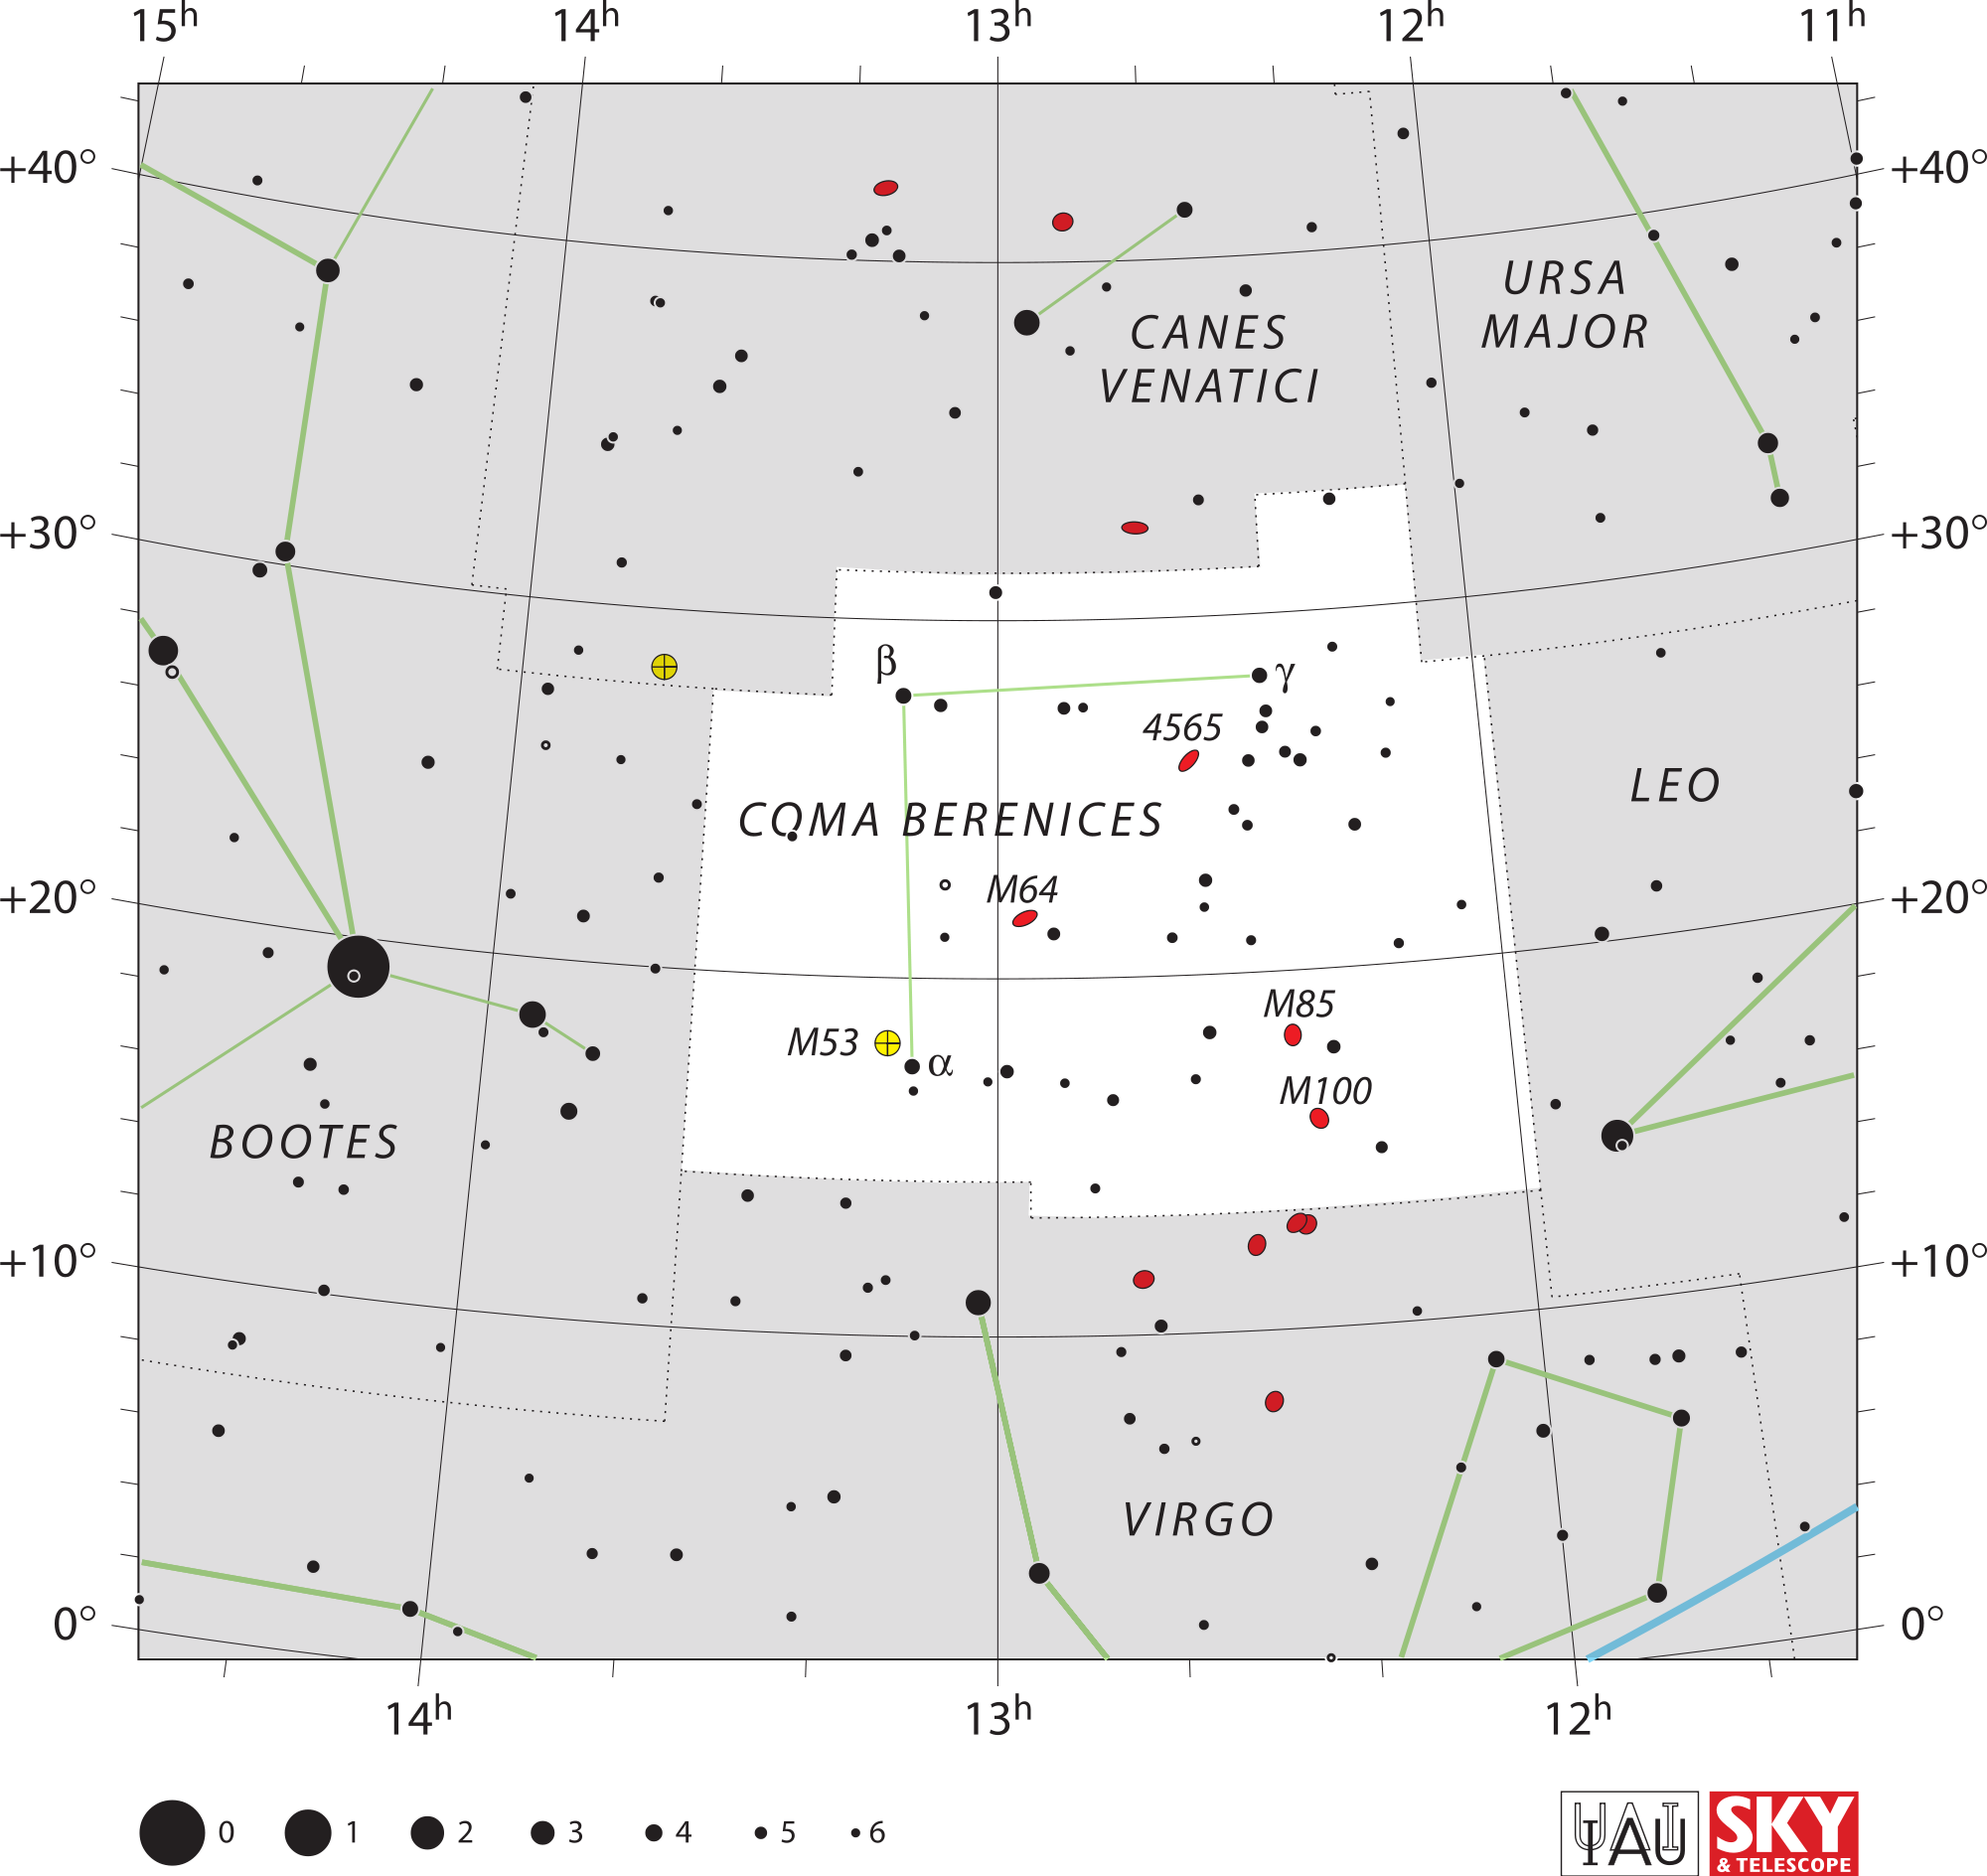 15h 14h 13h 12h 11h
+40° +40°
URSA
MAJOR
CANES
VENATICI
+30° +30°
β γ
4565
LEO
COMA BERENICES
M64
+20° +20°
M85
M53
α
M100
BOOTES
+10° +10°
VIRGO
0° 0°
14h 13h 12h
0 1 2 3 4 5 6
IAU
SKY
& TELESCOPE